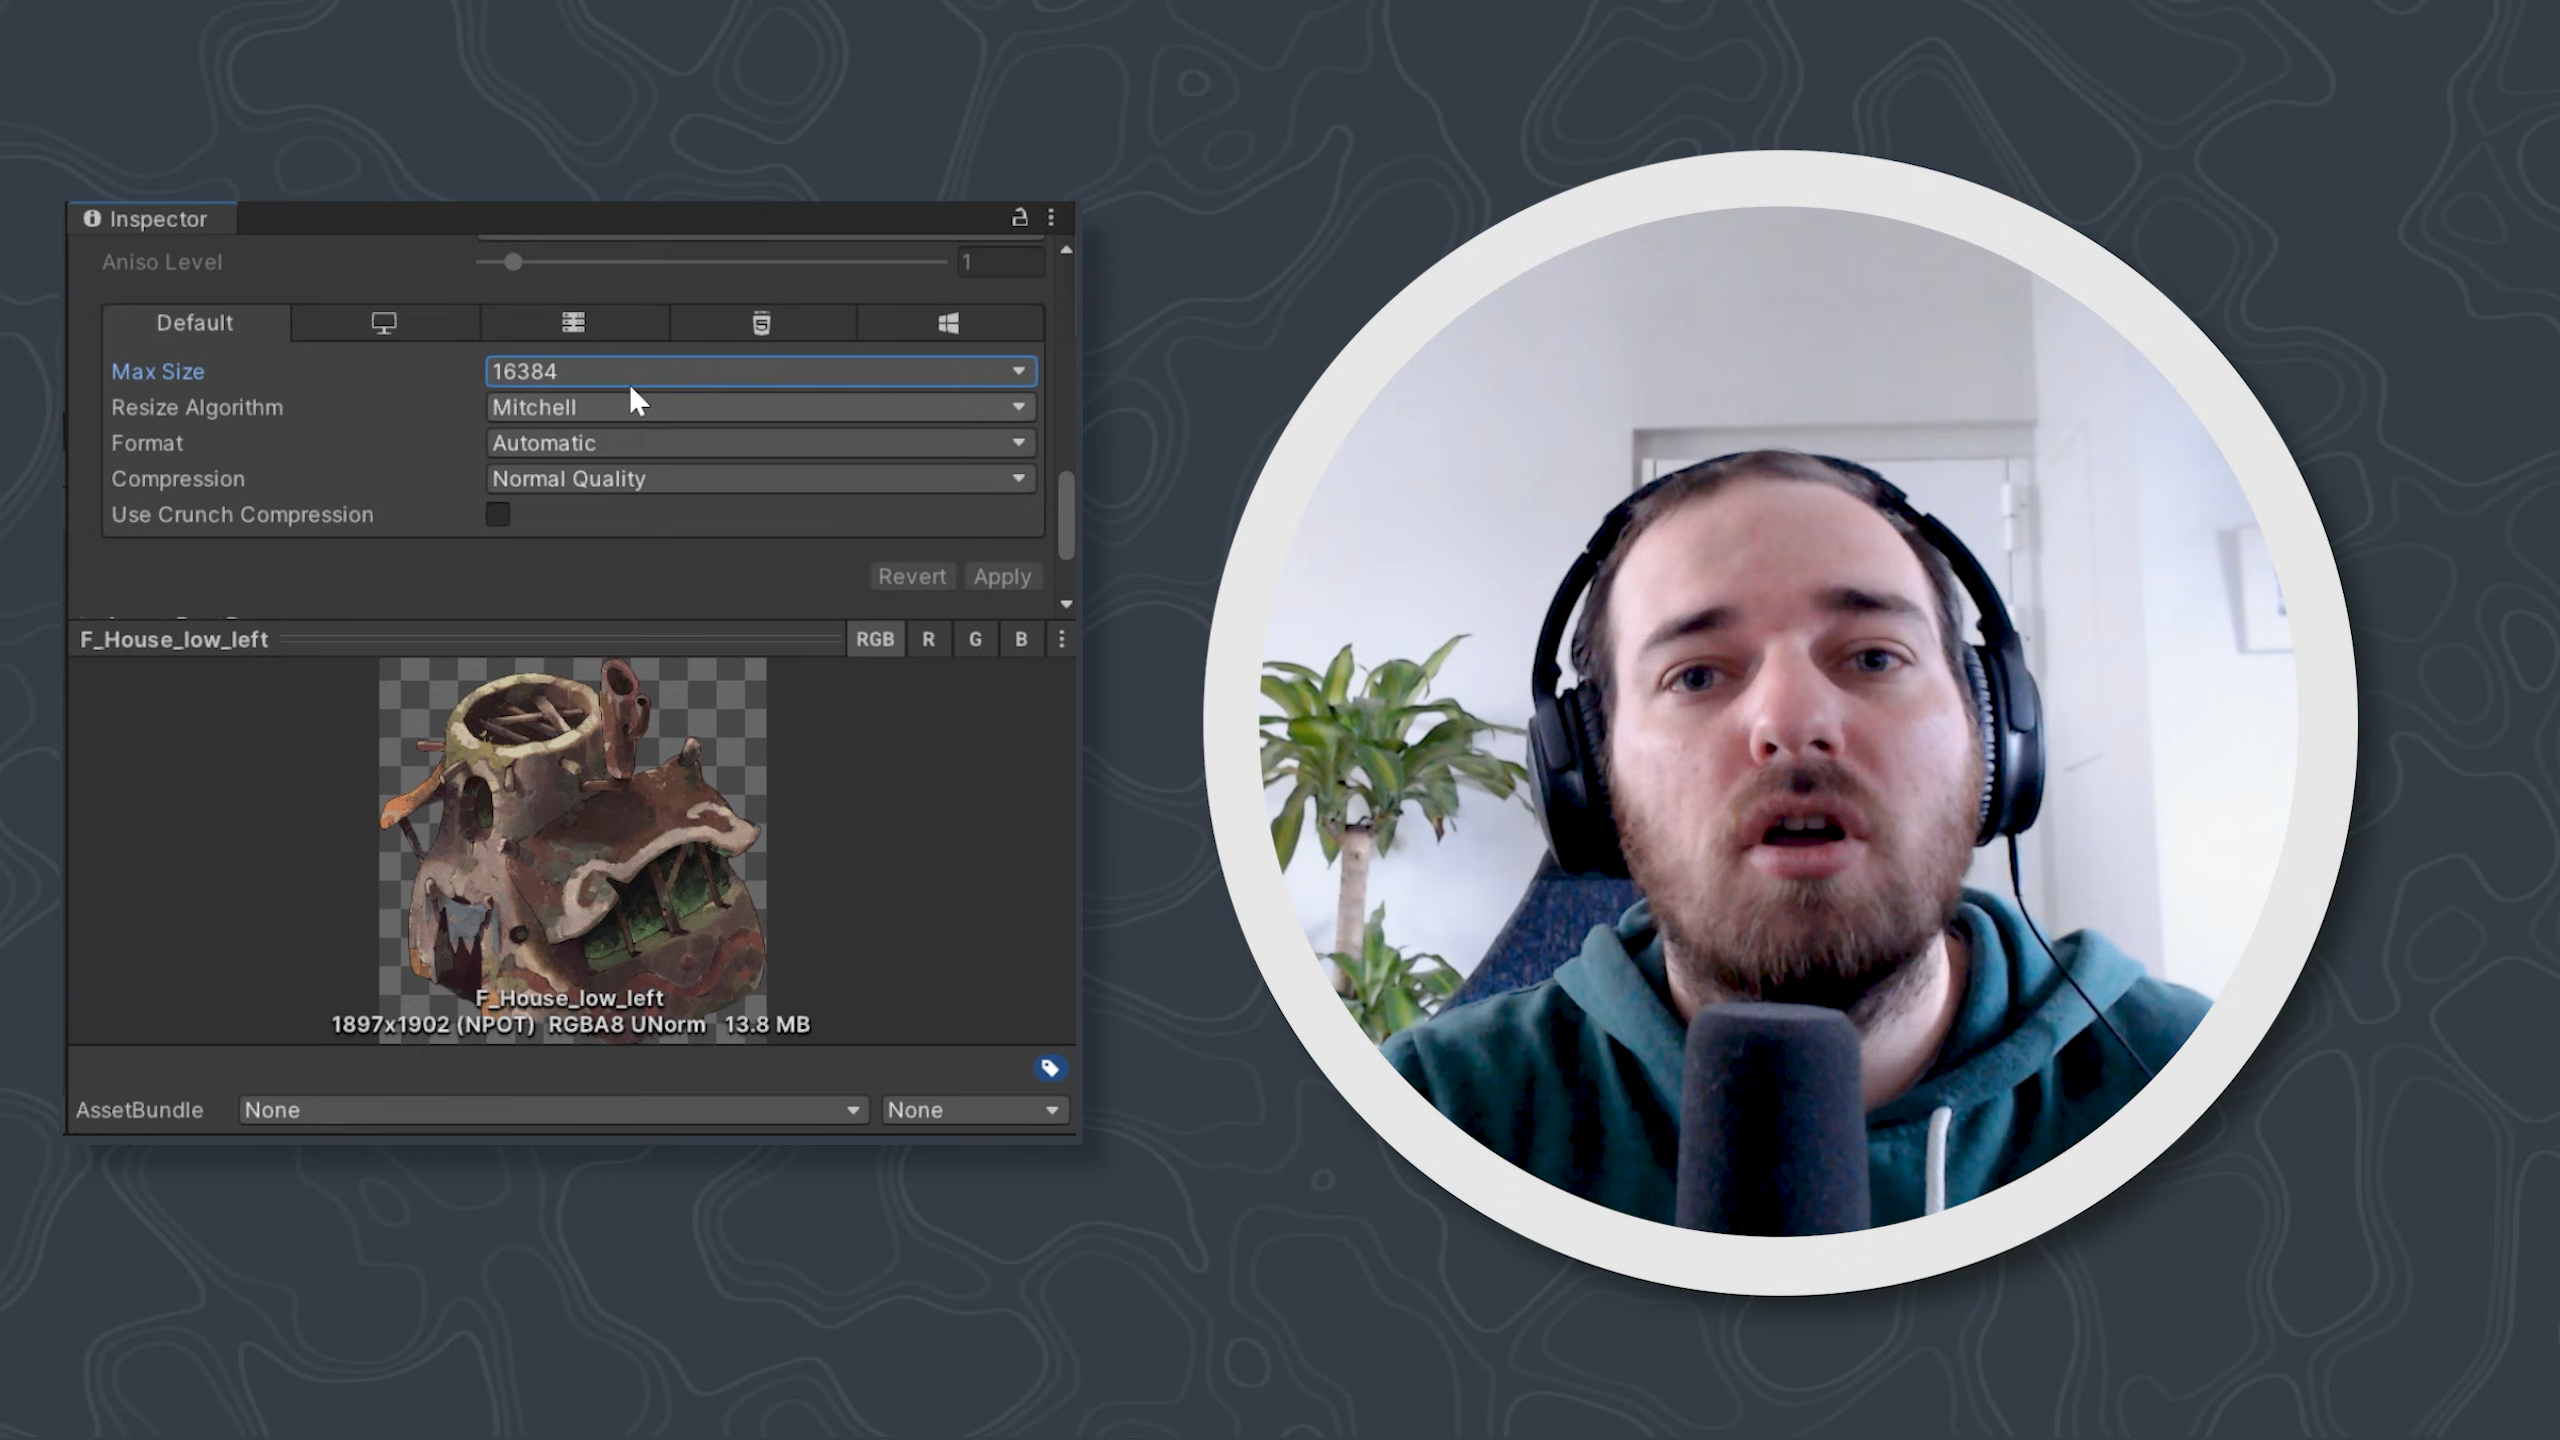 Inspector
Aniso Level 1
Default
Max Size 16384
Resize Algorithm Mitchell
Format Automatic
Compression Normal Quality
Use Crunch Compression
Revert Apply
F_House_low_left RGB R G B
F_House_low_left
1897x1902 (NPOT) RGBA8 UNorm 13.8 MB
AssetBundle None None